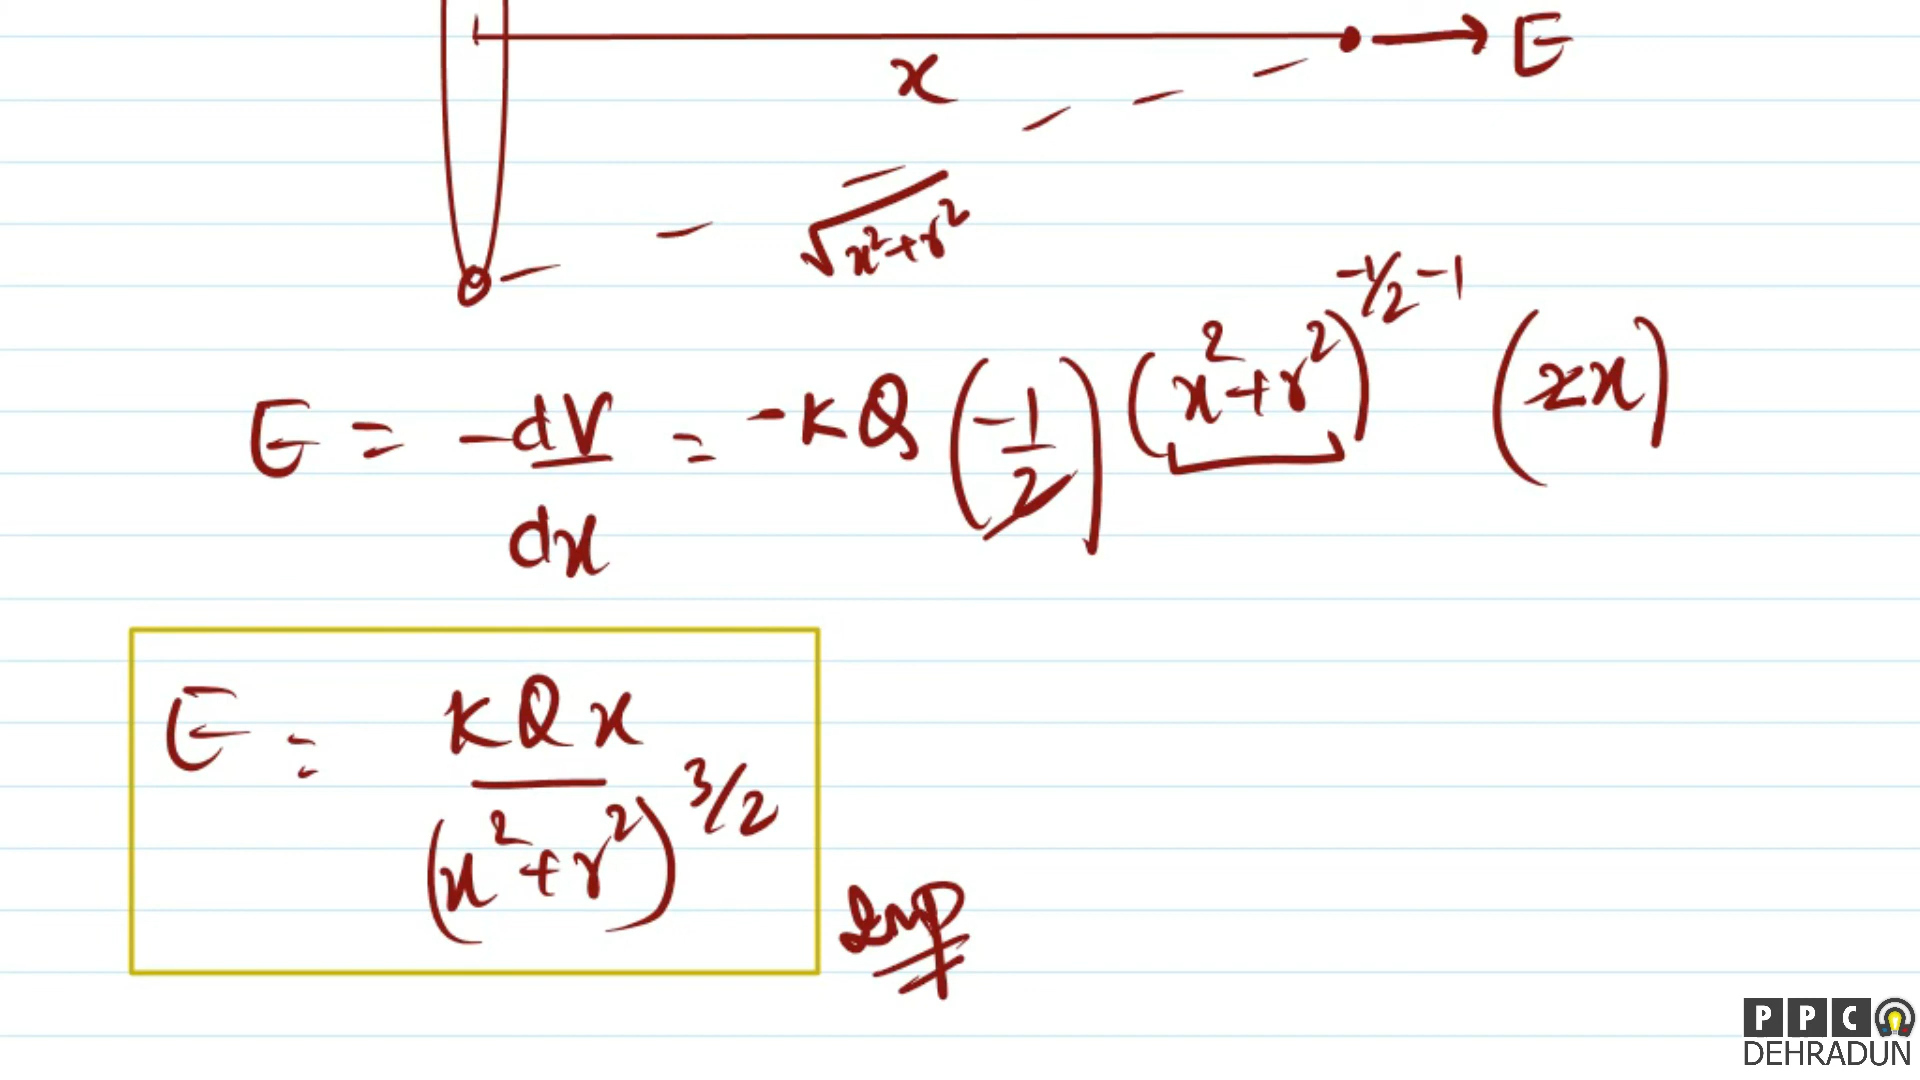 x → E
√x²+r²
E = -dV/dx = -KQ (-1/2) (x²+r²)^(-1/2-1) (2x)
E = KQx/(x²+r²)^(3/2)
Imp
PPC
DEHRADUN